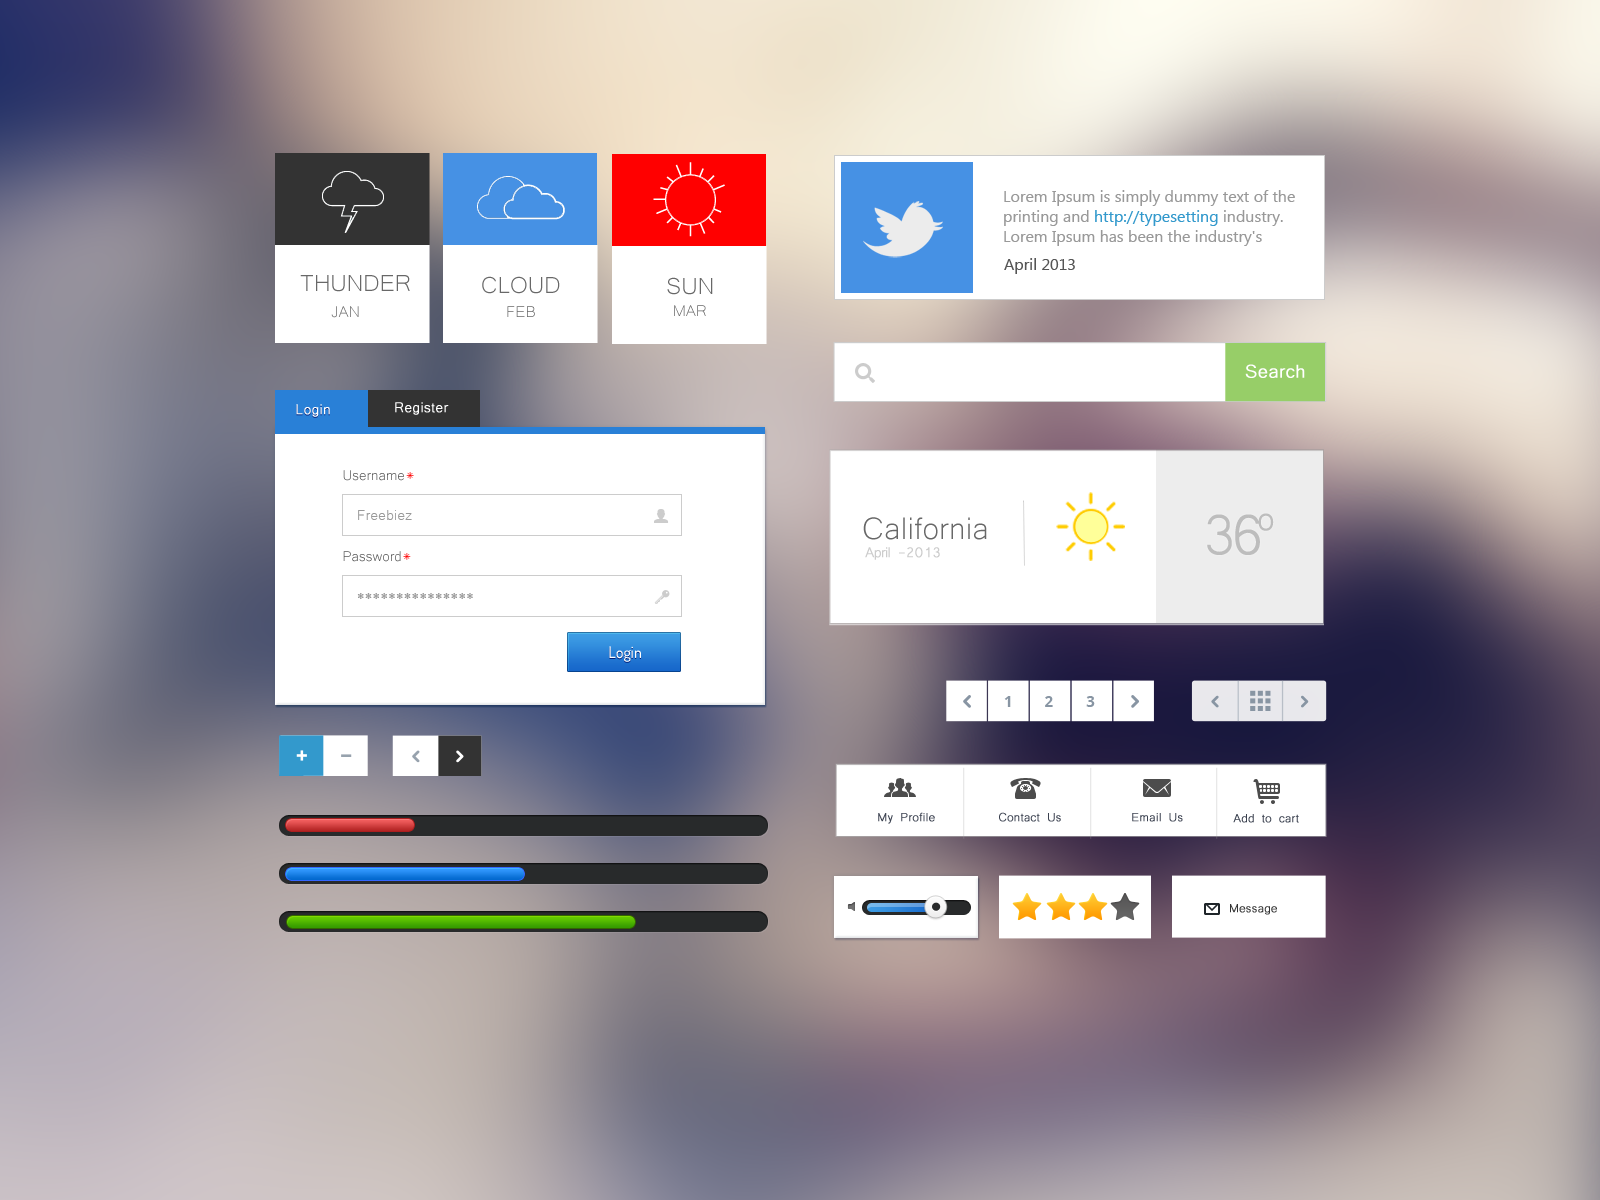 THUNDER
JAN
CLOUD
FEB
SUN
MAR
Lorem Ipsum is simply dummy text of the
printing and http://typesetting industry.
Lorem Ipsum has been the industry's
April 2013
Search
Login
Register
Username*
Freebiez
Password*
***************
Login
California
April -2013
36°
1 2 3
My Profile
Contact Us
Email Us
Add to cart
Message